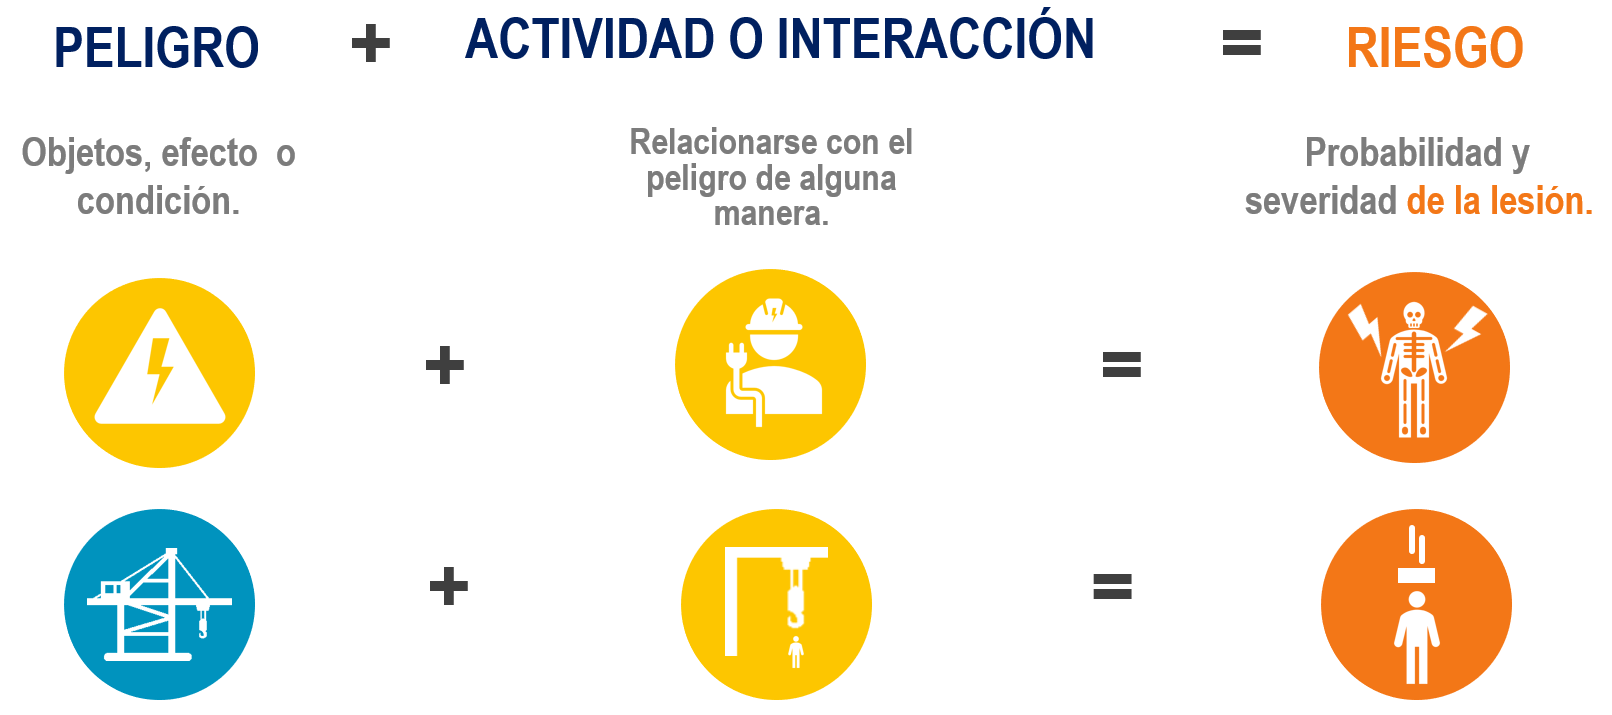 PELIGRO + ACTIVIDAD O INTERACCIÓN = RIESGO
Objetos, efecto o
condición.
Relacionarse con el
peligro de alguna
manera.
Probabilidad y
severidad de la lesión.
+ =
+ =